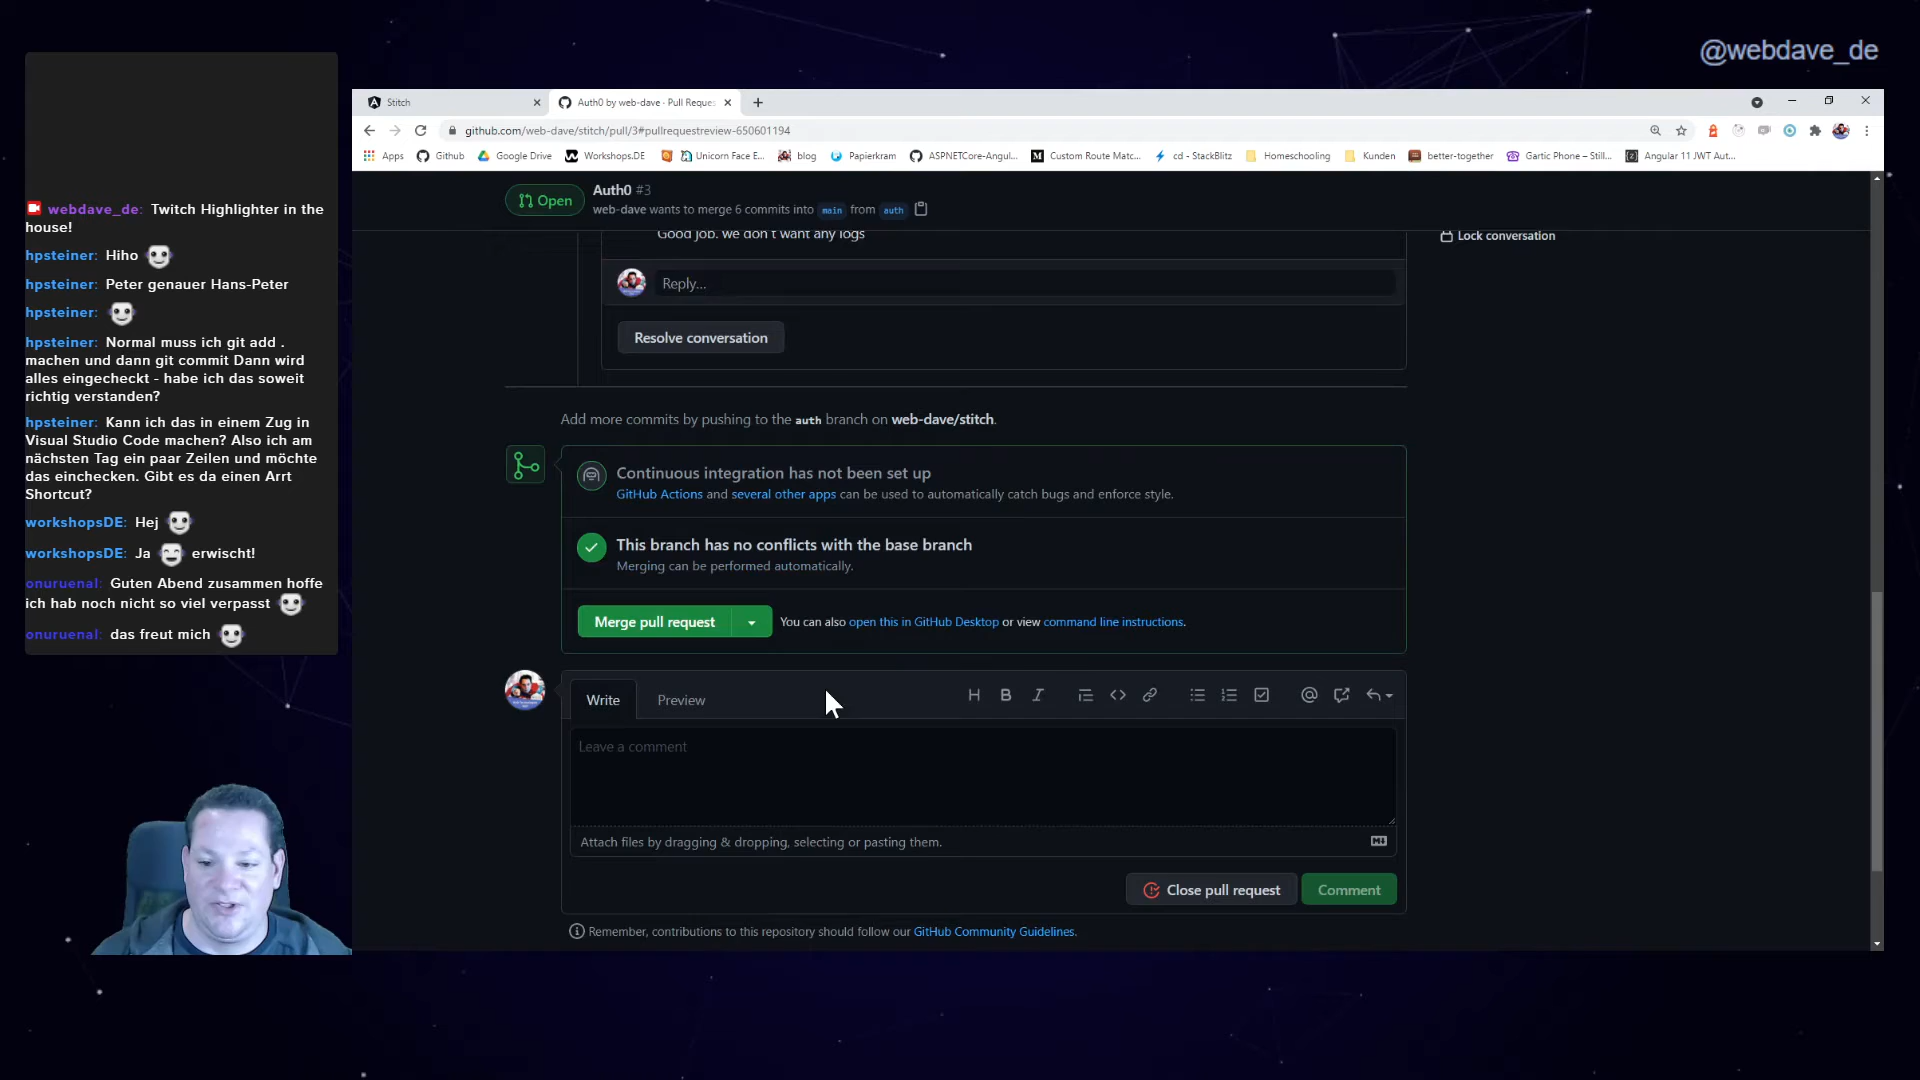 @webdave_de
webdave_de: Twitch Highlighter in the
house!
hpsteiner: Hiho
hpsteiner: Peter genauer Hans-Peter
hpsteiner:
hpsteiner: Normal muss ich git add .
machen und dann git commit Dann wird
alles eingecheckt - habe ich das soweit
richtig verstanden?
hpsteiner: Kann ich das in einem Zug in
Visual Studio Code machen? Also ich am
nächsten Tag ein paar Zeilen und möchte
das einchecken. Gibt es da einen Arrt
Shortcut?
workshopsDE: Hej
workshopsDE: Ja erwischt!
onuruenal: Guten Abend zusammen hoffe
ich hab noch nicht so viel verpasst
onuruenal: das freut mich
Stitch
Auth0 by web-dave · Pull Reques
github.com/web-dave/stitch/pull/3#pullrequestreview-650601194
Apps Github Google Drive Workshops.DE Unicorn Face E... blog Papierkram ASPNETCore-Angul... Custom Route Matc... cd - StackBlitz Homeschooling Kunden better-together Gartic Phone – Still... Angular 11 JWT Aut...
Open
Auth0 #3
web-dave wants to merge 6 commits into main from auth
Good job. we don't want any logs
Lock conversation
Reply...
Resolve conversation
Add more commits by pushing to the auth branch on web-dave/stitch.
Continuous integration has not been set up
GitHub Actions and several other apps can be used to automatically catch bugs and enforce style.
This branch has no conflicts with the base branch
Merging can be performed automatically.
Merge pull request
You can also open this in GitHub Desktop or view command line instructions.
Write Preview
Leave a comment
Attach files by dragging & dropping, selecting or pasting them.
Close pull request Comment
Remember, contributions to this repository should follow our GitHub Community Guidelines.